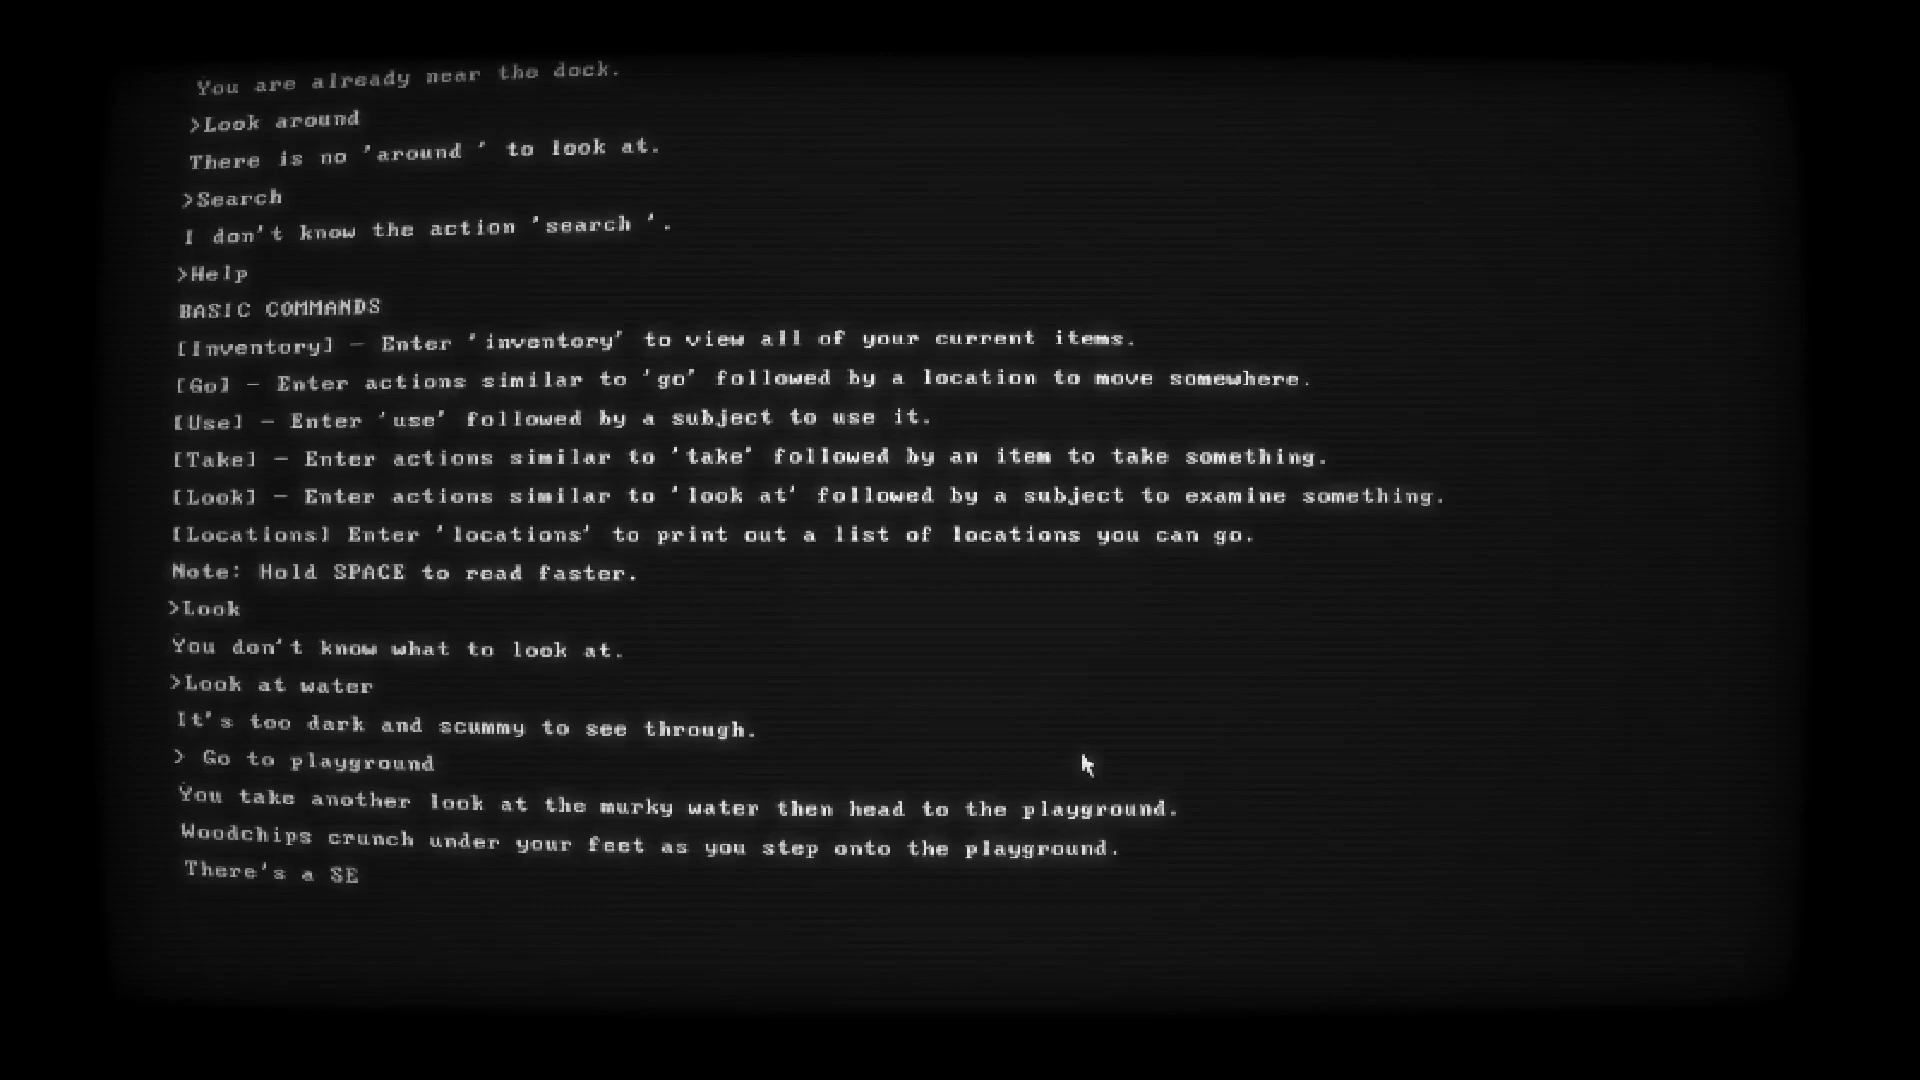 You are already near the dock.
>Look around
There is no 'around ' to look at.
>Search
I don't know the action 'search '.
>Help
BASIC COMMANDS
[Inventory] - Enter 'inventory' to view all of your current items.
[Go] - Enter actions similar to 'go' followed by a location to move somewhere.
[Use] - Enter 'use' followed by a subject to use it.
[Take] - Enter actions similar to 'take' followed by an item to take something.
[Look] - Enter actions similar to 'look at' followed by a subject to examine something.
[Locations] Enter 'locations' to print out a list of locations you can go.
Note: Hold SPACE to read faster.
>Look
You don't know what to look at.
>Look at water
It's too dark and scummy to see through.
> Go to playground
You take another look at the murky water then head to the playground.
Woodchips crunch under your feet as you step onto the playground.
There's a SE